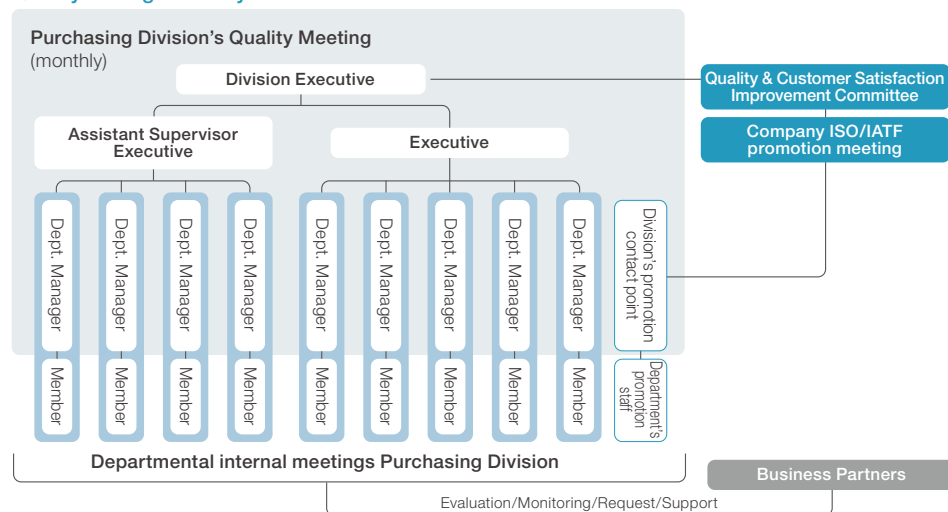 Purchasing Division's Quality Meeting
(monthly)
Division Executive
Quality & Customer Satisfaction
Improvement Committee
Assistant Supervisor
Executive
Executive
Company ISO/IATF
promotion meeting
Dept. Manager
Dept. Manager
Dept. Manager
Dept. Manager
Dept. Manager
Dept. Manager
Dept. Manager
Dept. Manager
Dept. Manager
Division's promotion
contact point
Member
Member
Member
Member
Member
Member
Member
Member
Member
Department's
promotion
staff
Departmental internal meetings Purchasing Division
Business Partners
Evaluation/Monitoring/Request/Support